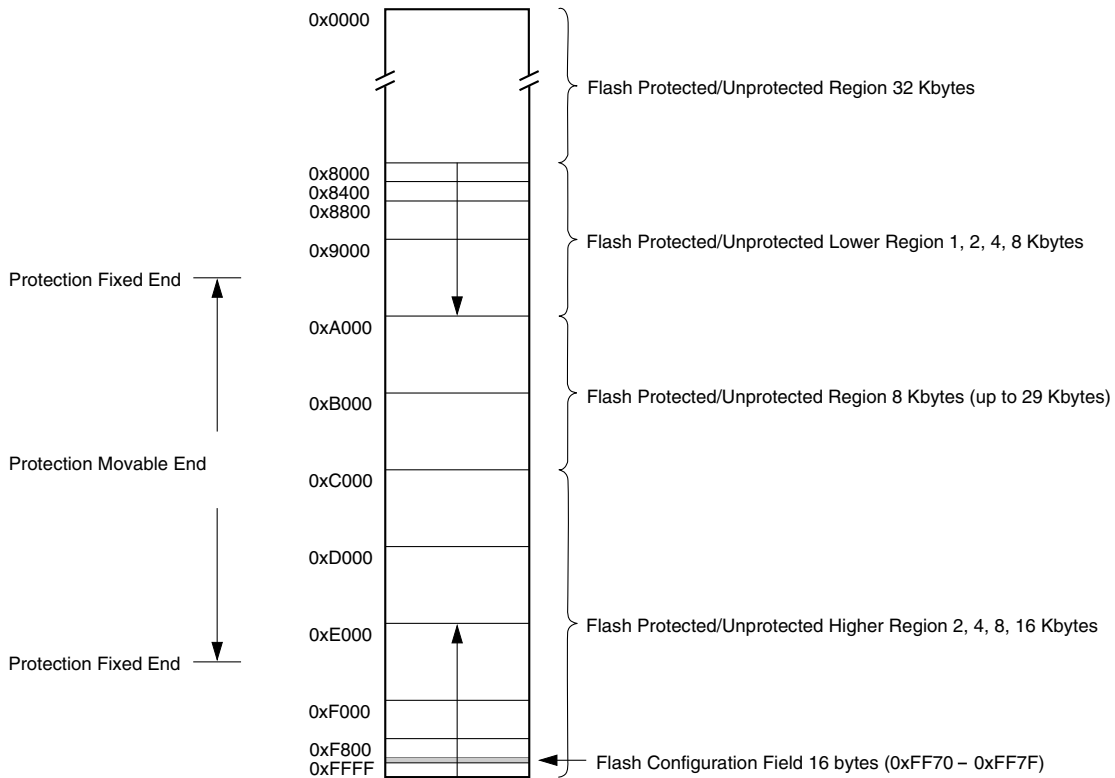 0x0000
Flash Protected/Unprotected Region 32 Kbytes
0x8000
0x8400
0x8800
Flash Protected/Unprotected Lower Region 1, 2, 4, 8 Kbytes
0x9000
Protection Fixed End
0xA000
Flash Protected/Unprotected Region 8 Kbytes (up to 29 Kbytes)
0xB000
Protection Movable End
0xC000
0xD000
Flash Protected/Unprotected Higher Region 2, 4, 8, 16 Kbytes
0xE000
Protection Fixed End
0xF000
0xF800
Flash Configuration Field 16 bytes (0xFF70 – 0xFF7F)
0xFFFF